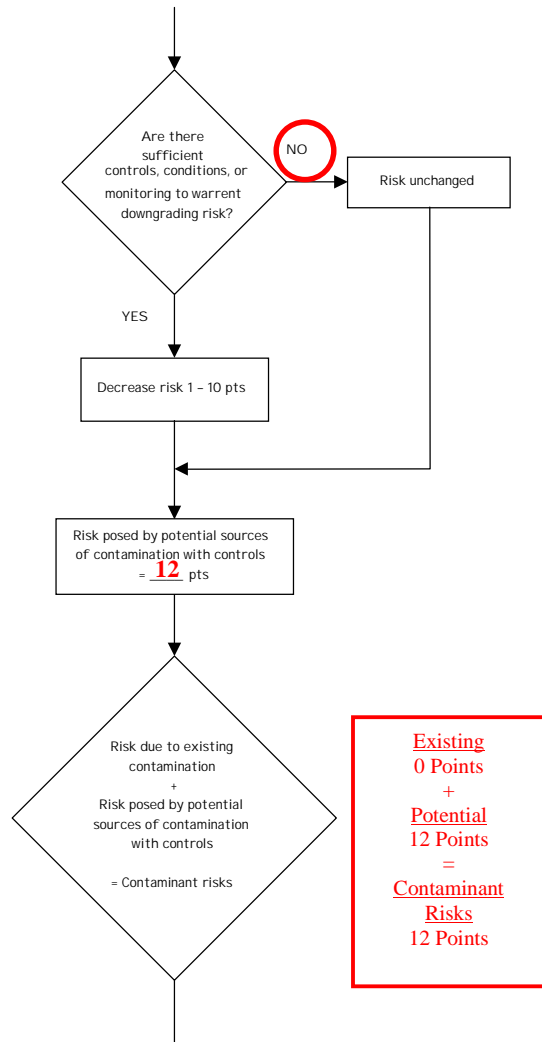 Are there
sufficient
controls, conditions, or
monitoring to warrent
downgrading risk?
NO
Risk unchanged
YES
Decrease risk 1 – 10 pts
Risk posed by potential sources
of contamination with controls
= 12 pts
Risk due to existing
contamination
+
Risk posed by potential
sources of contamination
with controls
= Contaminant risks
Existing
0 Points
+
Potential
12 Points
=
Contaminant
Risks
12 Points